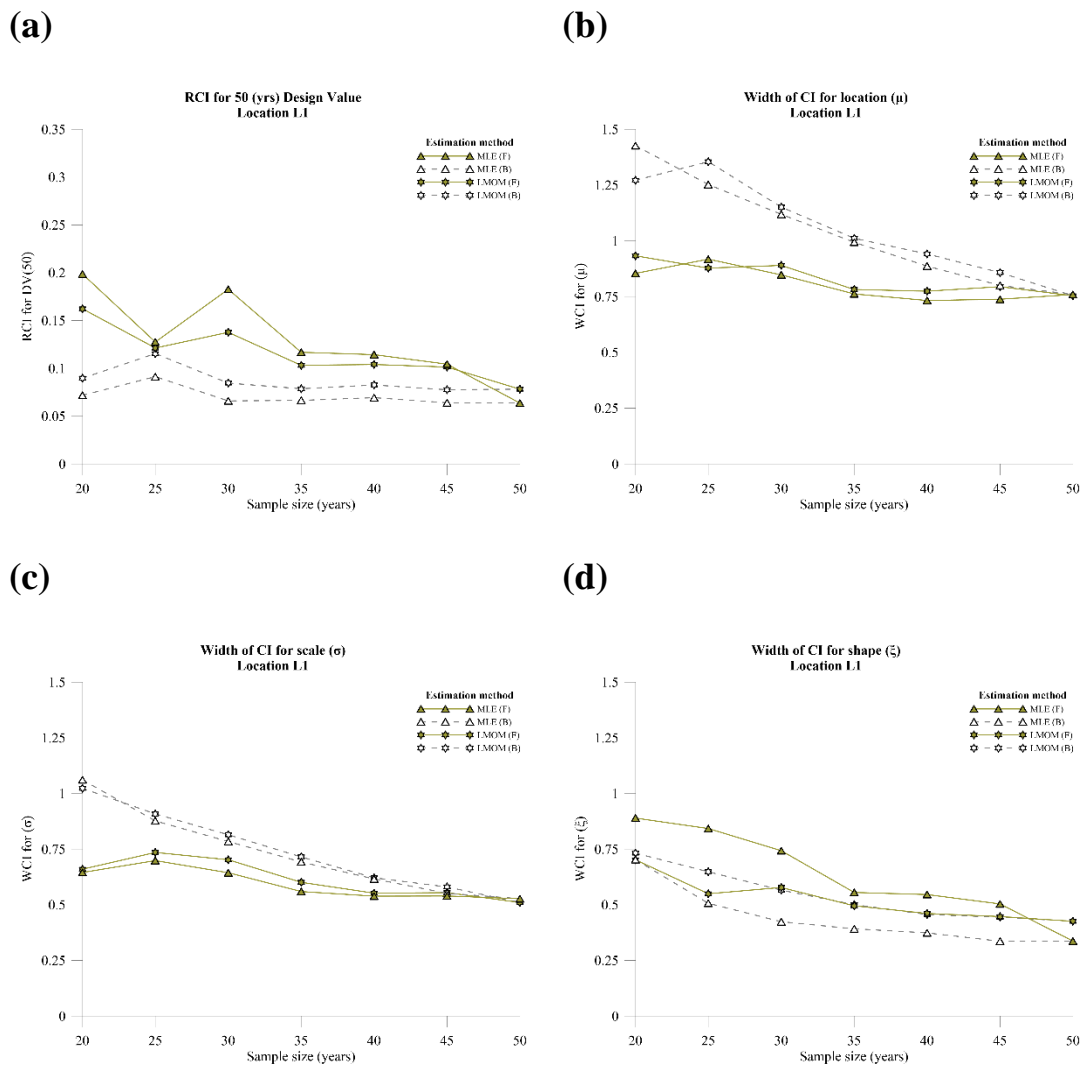 (a)
RCI for 50 (yrs) Design Value
Location L1
Estimation method
MLE (F)
MLE (B)
LMOM (F)
LMOM (B)
RCI for DV(50)
0.35
0.3
0.25
0.2
0.15
0.1
0.05
0
20 25 30 35 40 45 50
Sample size (years)
(b)
Width of CI for location (μ)
Location L1
Estimation method
MLE (F)
MLE (B)
LMOM (F)
LMOM (B)
WCI for (μ)
1.5
1.25
1
0.75
0.5
0.25
0
20 25 30 35 40 45 50
Sample size (years)
(c)
Width of CI for scale (σ)
Location L1
Estimation method
MLE (F)
MLE (B)
LMOM (F)
LMOM (B)
WCI for (σ)
1.5
1.25
1
0.75
0.5
0.25
0
20 25 30 35 40 45 50
Sample size (years)
(d)
Width of CI for shape (ξ)
Location L1
Estimation method
MLE (F)
MLE (B)
LMOM (F)
LMOM (B)
WCI for (ξ)
1.5
1.25
1
0.75
0.5
0.25
0
20 25 30 35 40 45 50
Sample size (years)